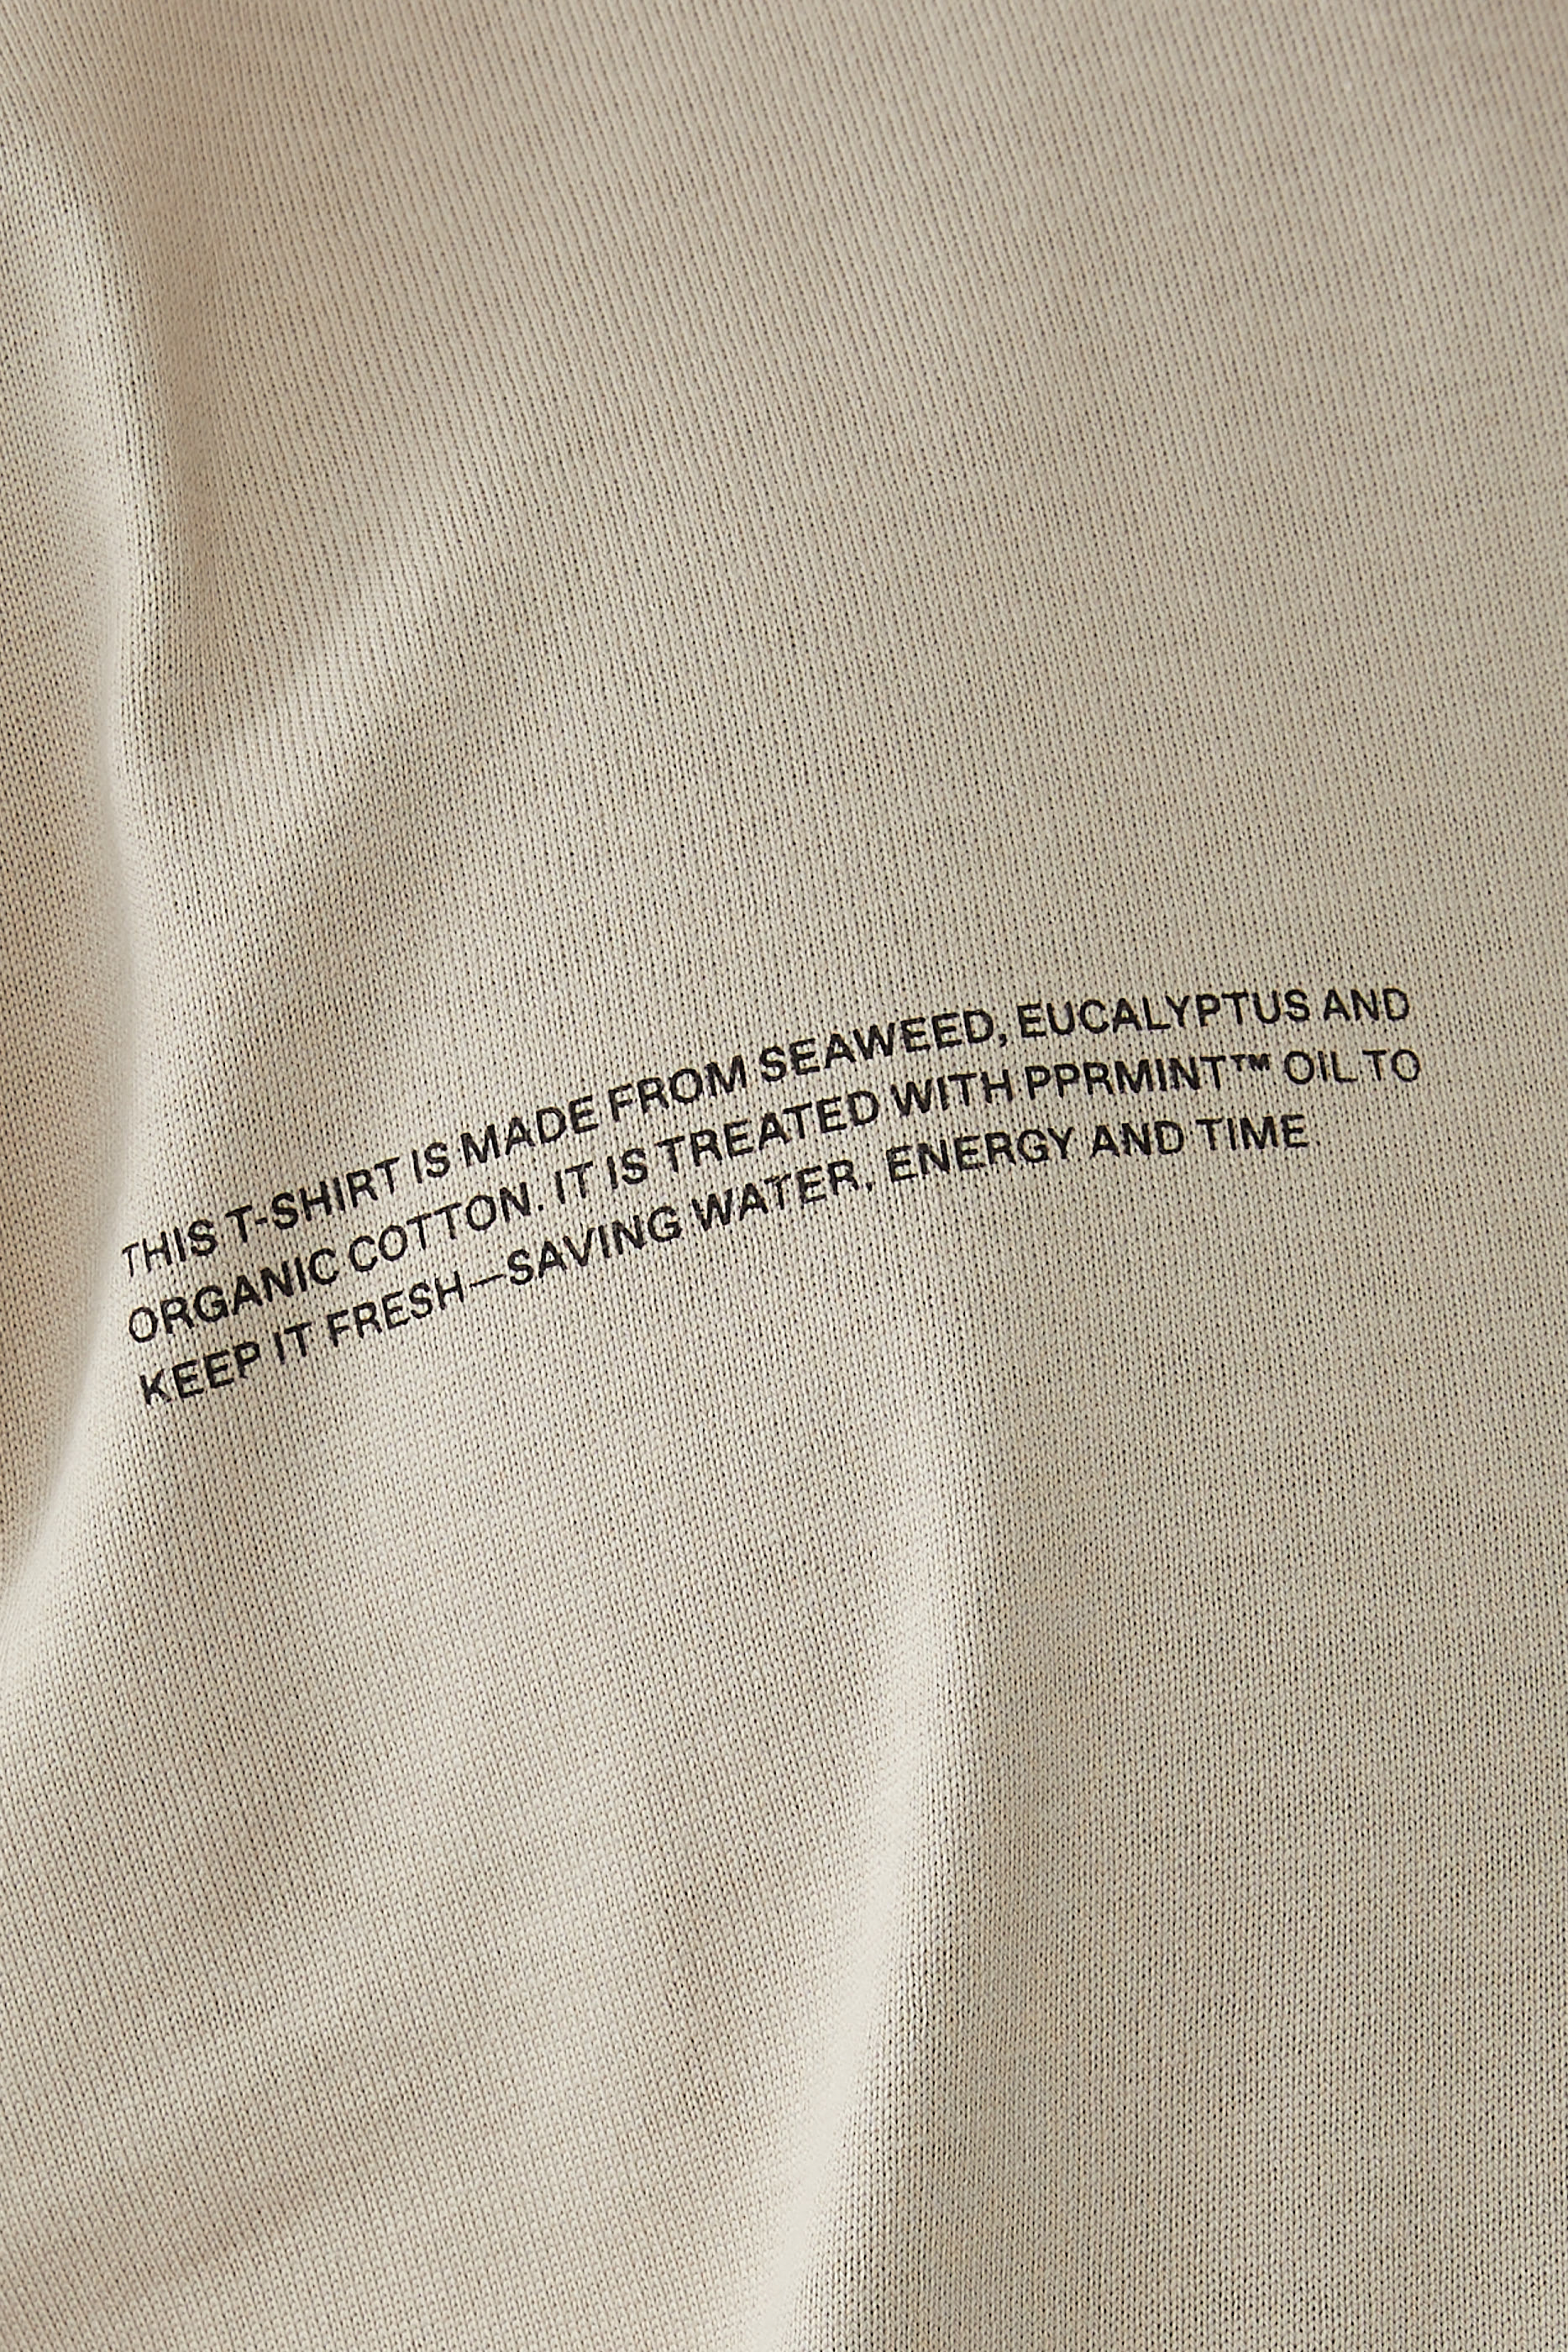 THIS T-SHIRT IS MADE FROM SEAWEED, EUCALYPTUS AND
ORGANIC COTTON. IT IS TREATED WITH PPRMINT™ OIL TO
KEEP IT FRESH—SAVING WATER, ENERGY AND TIME.